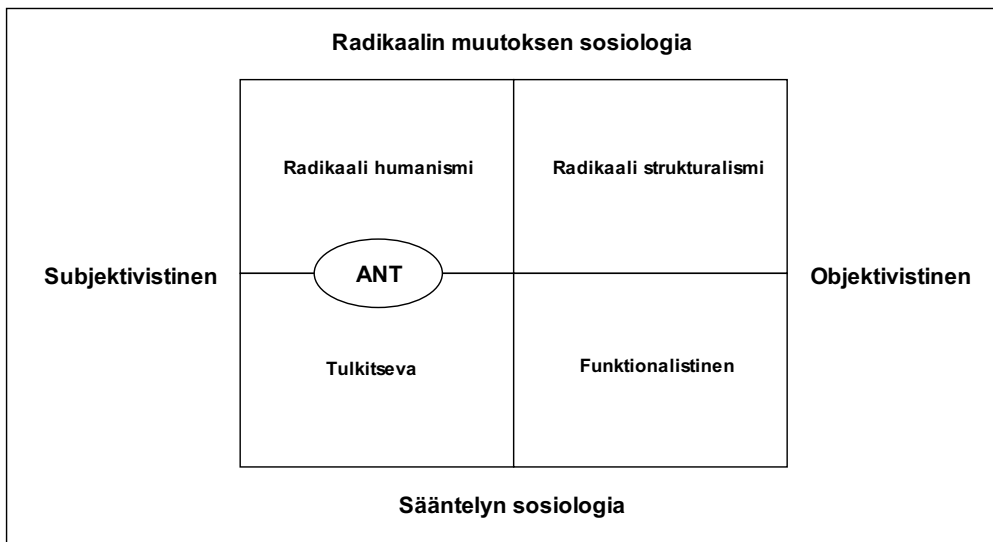 Radikaalin muutoksen sosiologia
Radikaali humanismi
Radikaali strukturalismi
Subjektivistinen
ANT
Objektivistinen
Tulkitseva
Funktionalistinen
Sääntelyn sosiologia